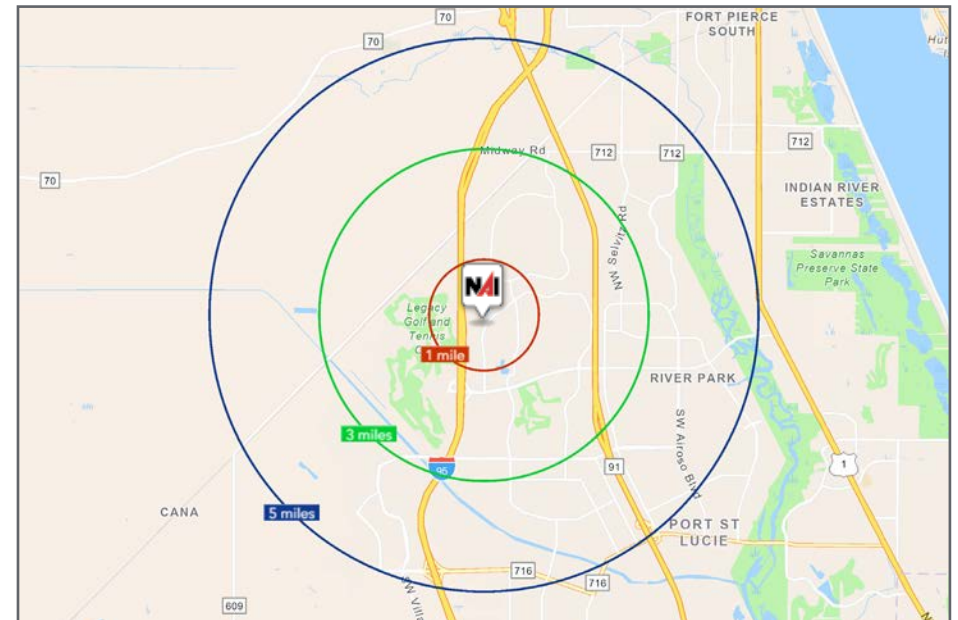 70
FORT PIERCE
SOUTH
70
Midway Rd
712
712
712
70
INDIAN RIVER
ESTATES
NW Selvitz Rd
Savannas
Preserve State
Park
NAI
Legacy
Golf and
Tennis
1 mile
RIVER PARK
3 miles
SW Airoso Blvd
95
91
1
5 miles
CANA
PORT ST
LUCIE
716
716
609